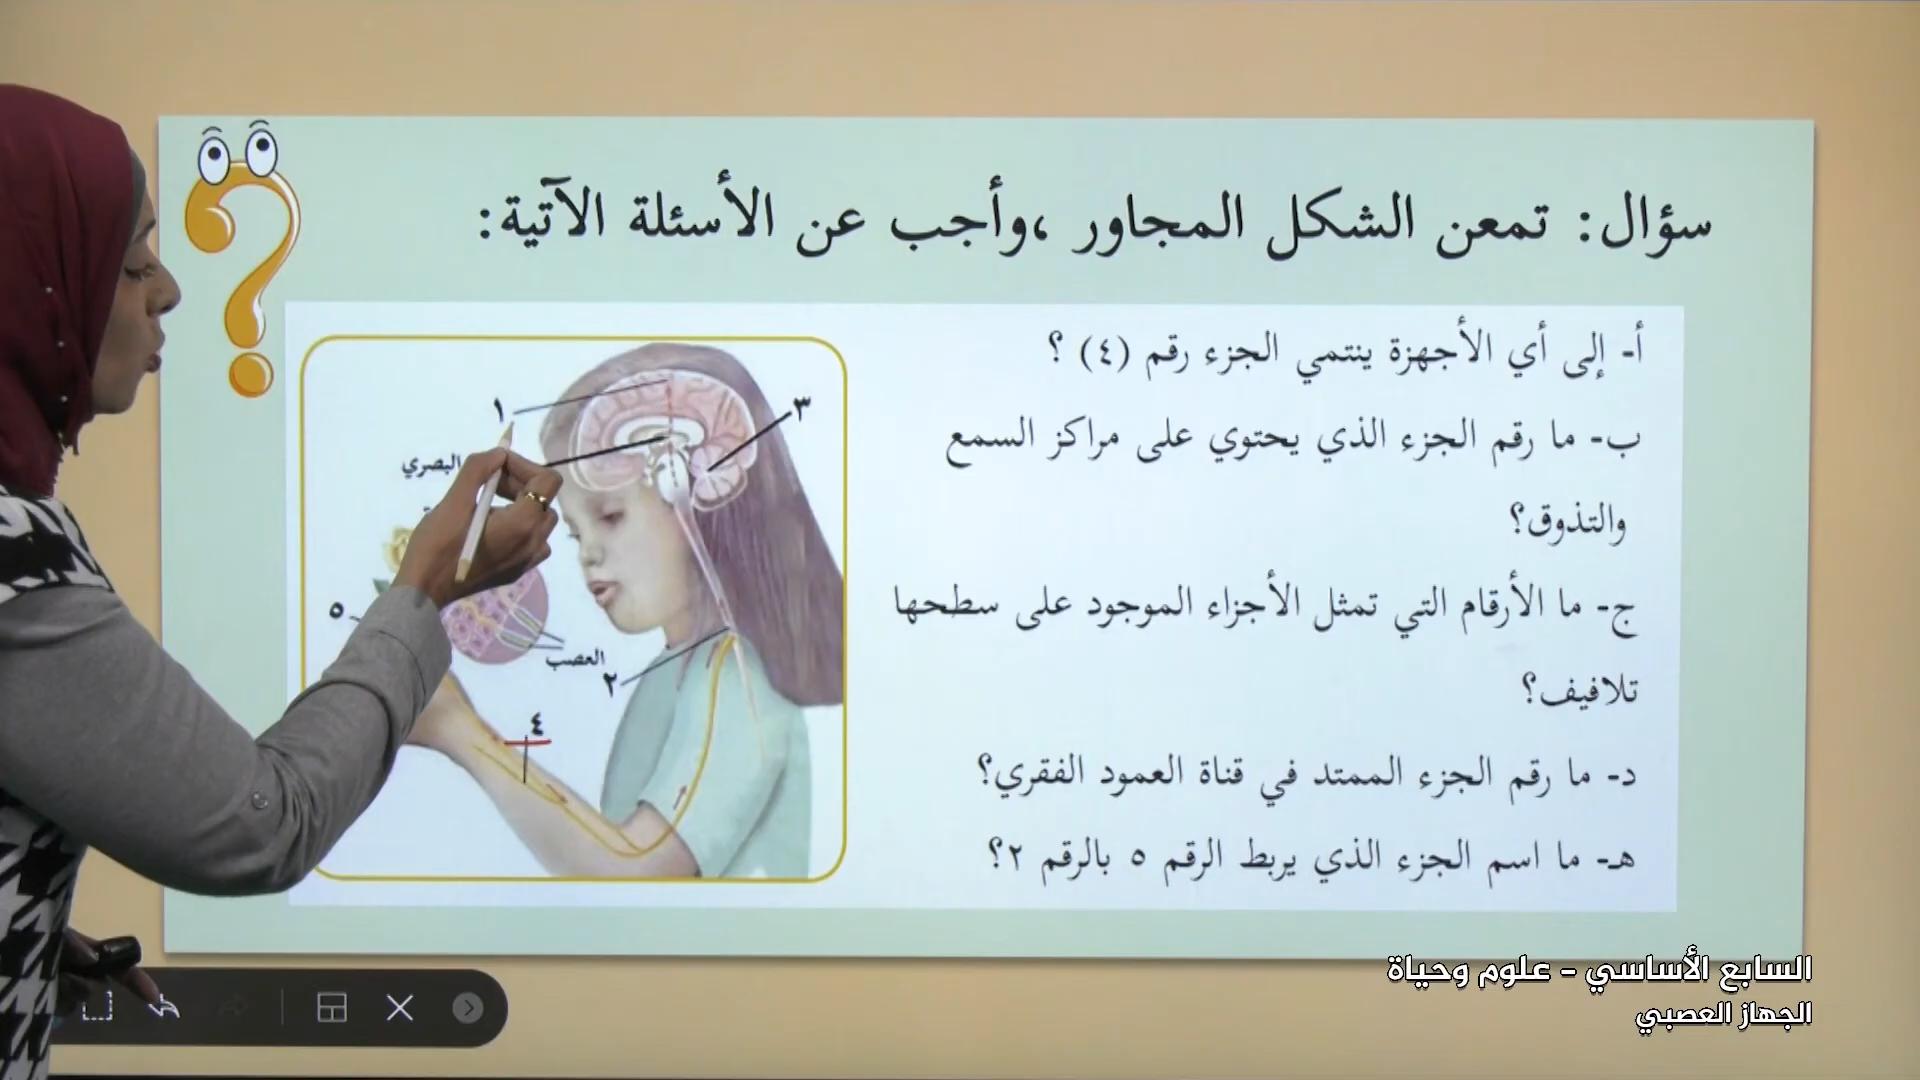 سؤال: تمعن الشكل المجاور ،وأجب عن الأسئلة الآتية:
أ- إلى أي الأجهزة ينتمي الجزء رقم (٤) ؟
ب- ما رقم الجزء الذي يحتوي على مراكز السمع
والتذوق؟
ج- ما الأرقام التي تمثل الأجزاء الموجود على سطحها
تلافيف؟
د- ما رقم الجزء الممتد في قناة العمود الفقري؟
هـ- ما اسم الجزء الذي يربط الرقم ٥ بالرقم ٢؟
١
٣
البصري
٥
العصب
٢
٤
السابع الأساسي - علوم وحياة
الجهاز العصبي